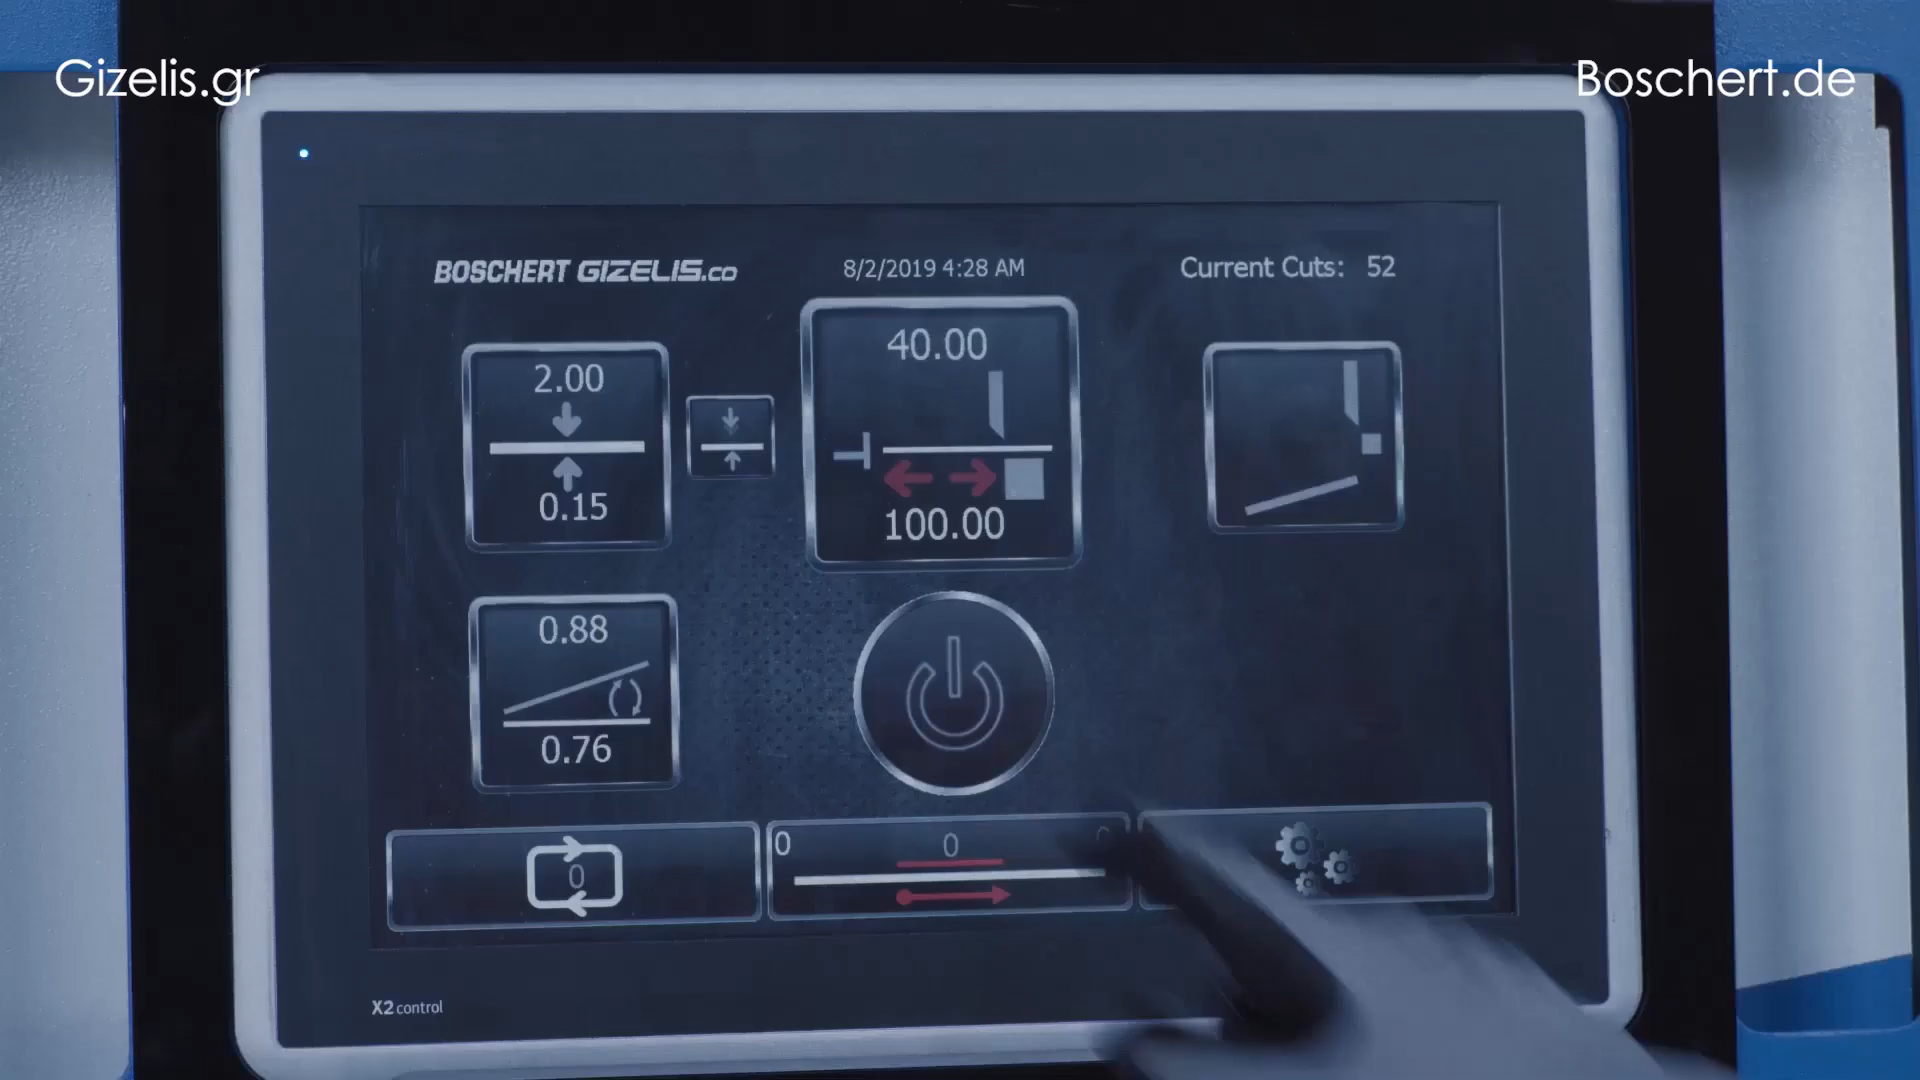 Gizelis.gr
Boschert.de
BOSCHERT GIZELIS.co
8/2/2019 4:28 AM
Current Cuts: 52
2.00
0.15
40.00
100.00
0.88
0.76
0
0
0
X2 control